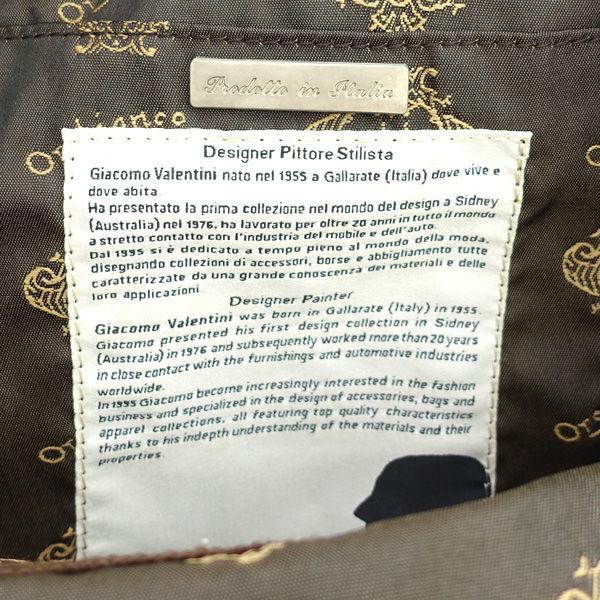 Prodotto in Italia
Orsiance
Designer Pittore Stilista
Giacomo Valentini nato nel 1955 a Gallarate (Italia) dove vive e
dove abita.
Ha presentato la prima collezione nel mondo del design a Sidney
(Australia) nel 1976, ha lavorato per oltre 20 anni in tutto il mondo
a stretto contatto con l'industria del mobile e dell'auto.
Dal 1995 si è dedicato a tempo pieno al mondo della moda,
disegnando collezioni di accessori, borse e abbigliamento tutte
caratterizzate da una grande conoscenza dei materiali e delle
loro applicazioni.
Designer Painter
Giacomo Valentini was born in Gallarate (Italy) in 1955.
Giacomo presented his first design collection in Sidney
(Australia) in 1976 and subsequently worked more than 20 years
in close contact with the furnishings and automotive industries
worldwide.
In 1995 Giacomo become increasingly interested in the fashion
business and specialized in the design of accessories, bags and
apparel collections, all featuring top quality characteristics
thanks to his indepth understanding of the materials and their
properties.